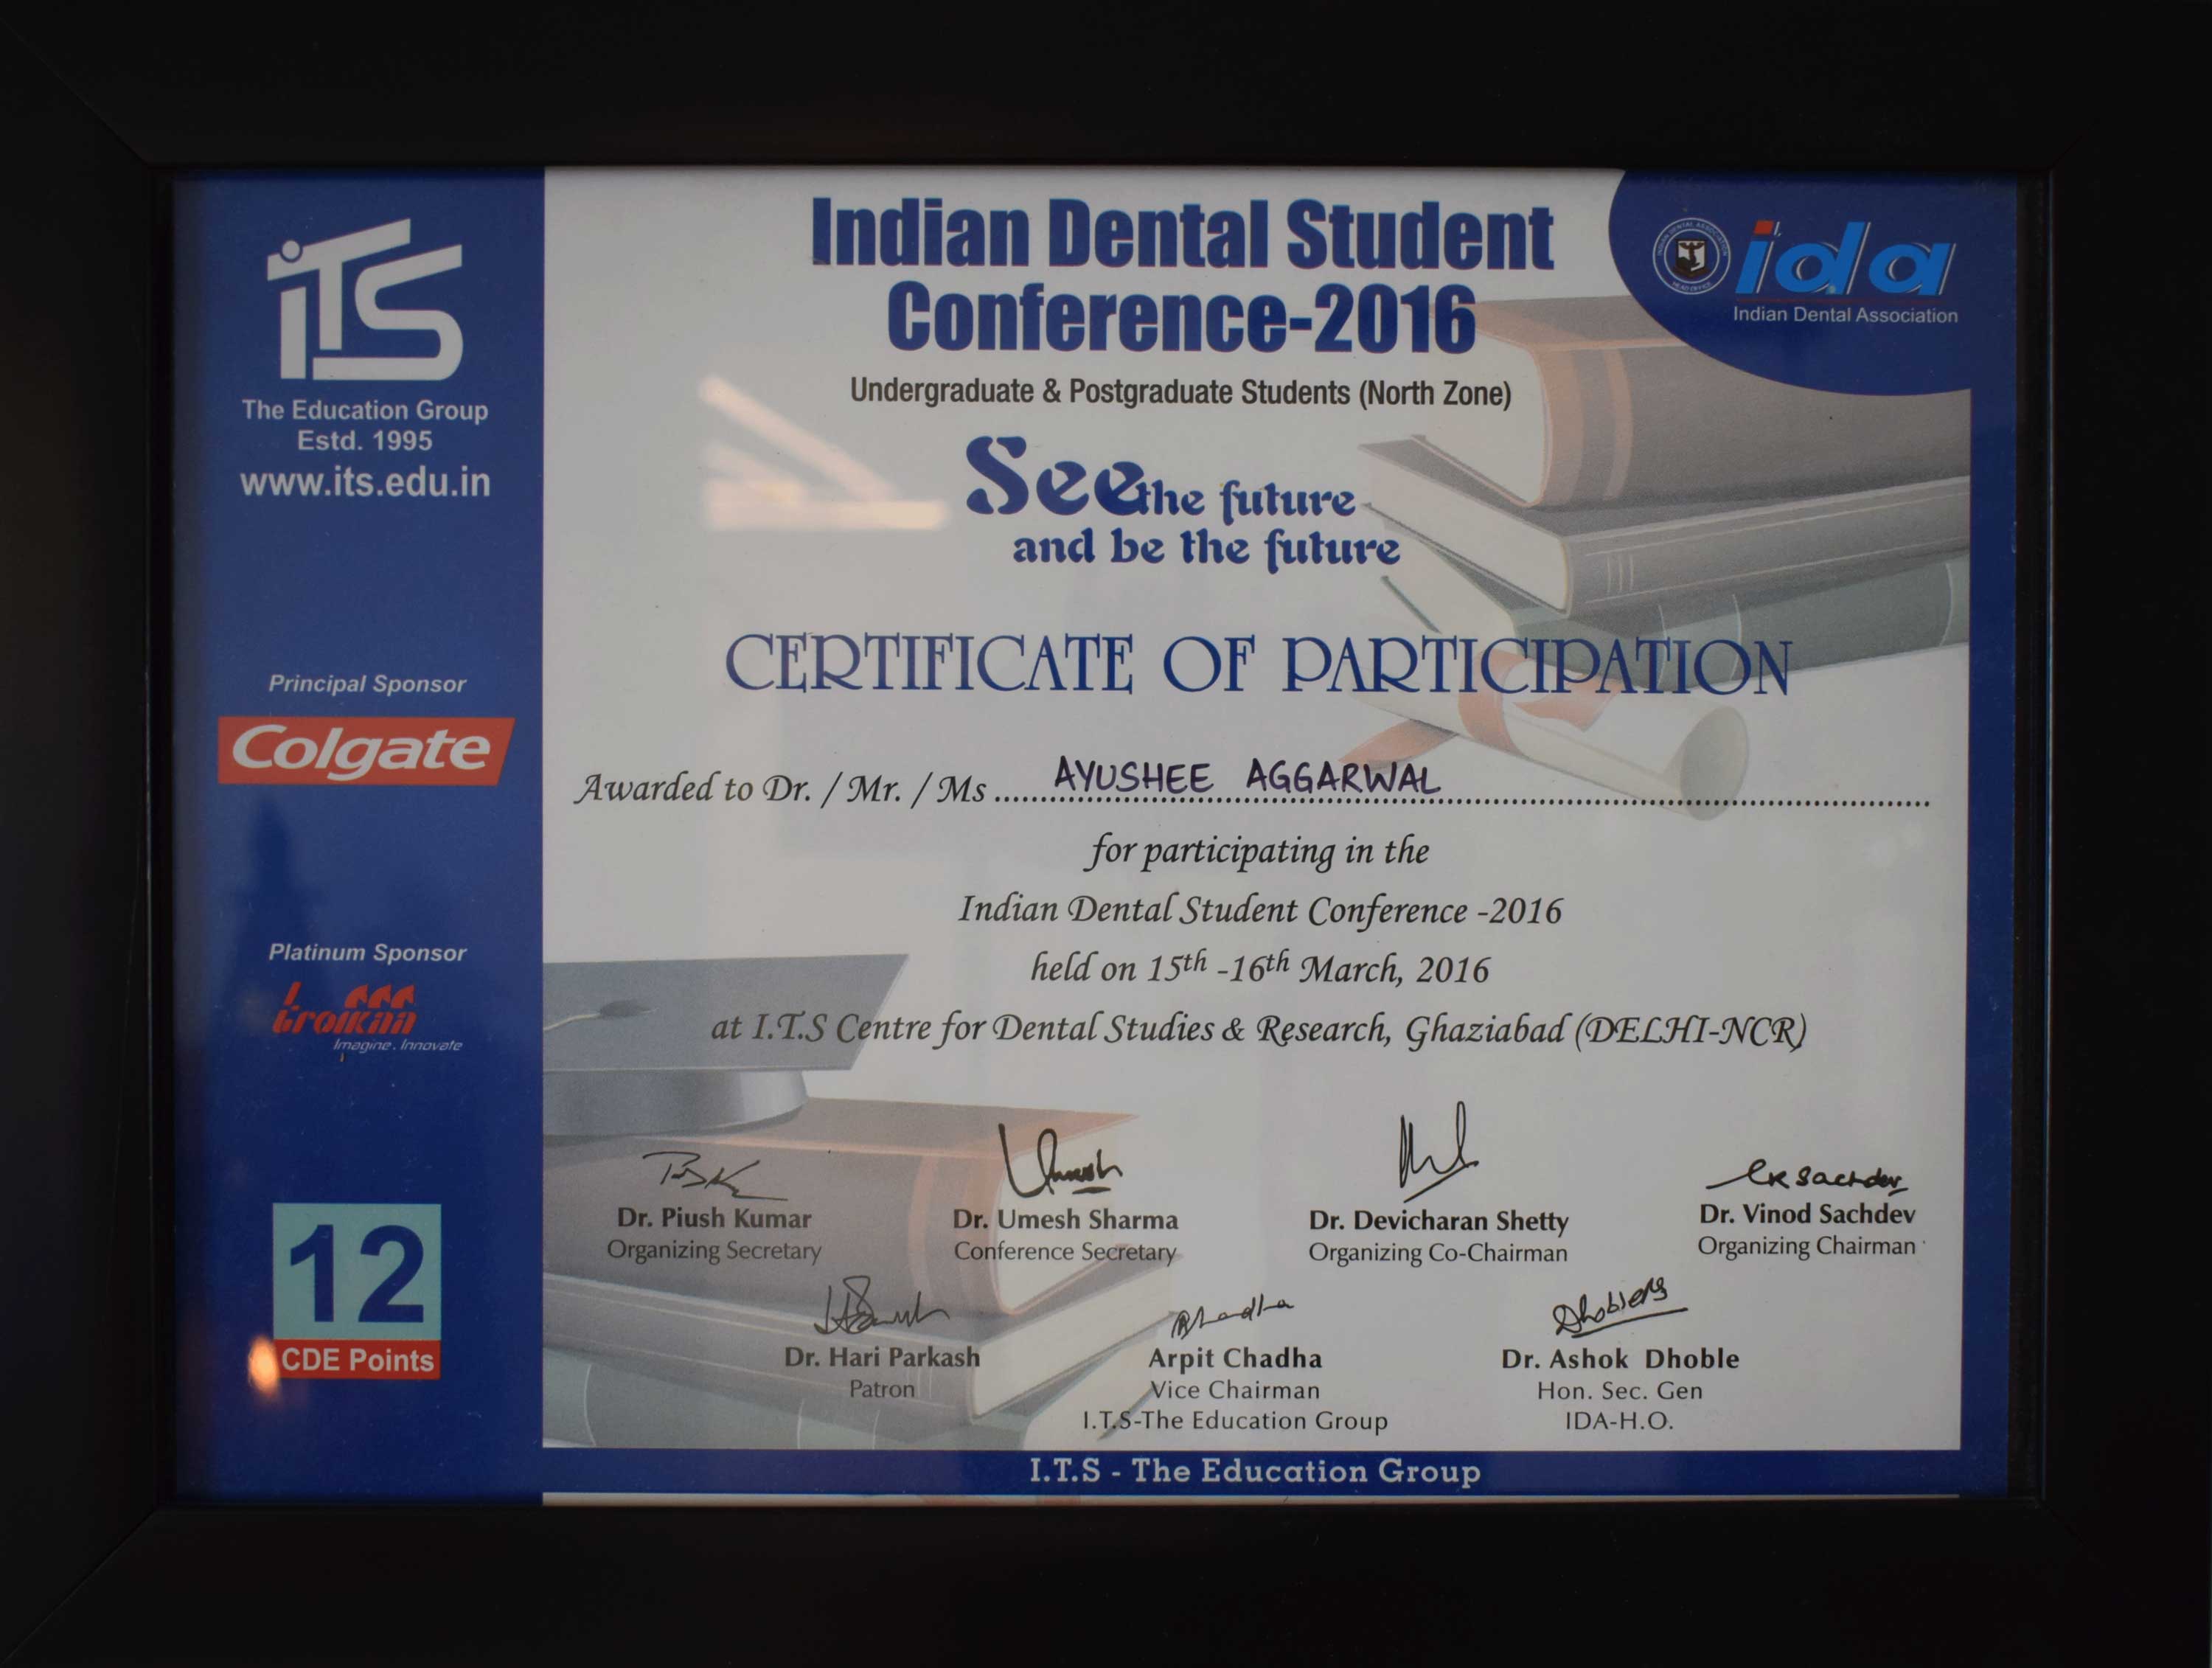 iTS
The Education Group
Estd. 1995
www.its.edu.in
Principal Sponsor
Colgate
Platinum Sponsor
troikaa
Imagine. Innovate
12
CDE Points
Indian Dental Student
Conference-2016
Undergraduate & Postgraduate Students (North Zone)
ida
Indian Dental Association
See the future
and be the future
CERTIFICATE OF PARTICIPATION
Awarded to Dr. / Mr. / Ms AYUSHEE AGGARWAL
for participating in the
Indian Dental Student Conference -2016
held on 15th -16th March, 2016
at I.T.S Centre for Dental Studies & Research, Ghaziabad (DELHI-NCR)
Dr. Piush Kumar
Organizing Secretary
Umesh
Dr. Umesh Sharma
Conference Secretary
Dr. Devicharan Shetty
Organizing Co-Chairman
Sachdev
Dr. Vinod Sachdev
Organizing Chairman
Dr. Hari Parkash
Patron
Chadha
Arpit Chadha
Vice Chairman
I.T.S-The Education Group
Dr. Ashok Dhoble
Hon. Sec. Gen
IDA-H.O.
I.T.S - The Education Group